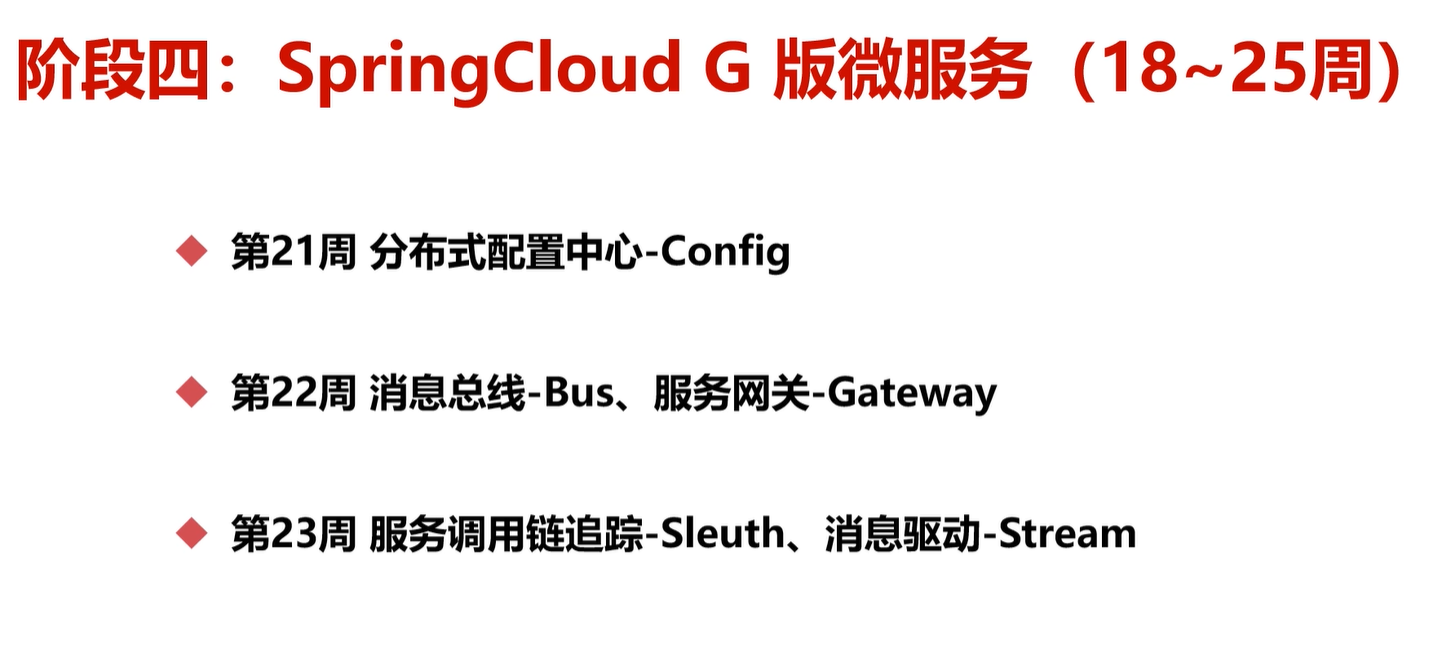 阶段四：SpringCloud G 版微服务（18~25周）
第21周 分布式配置中心-Config
第22周 消息总线-Bus、服务网关-Gateway
第23周 服务调用链追踪-Sleuth、消息驱动-Stream